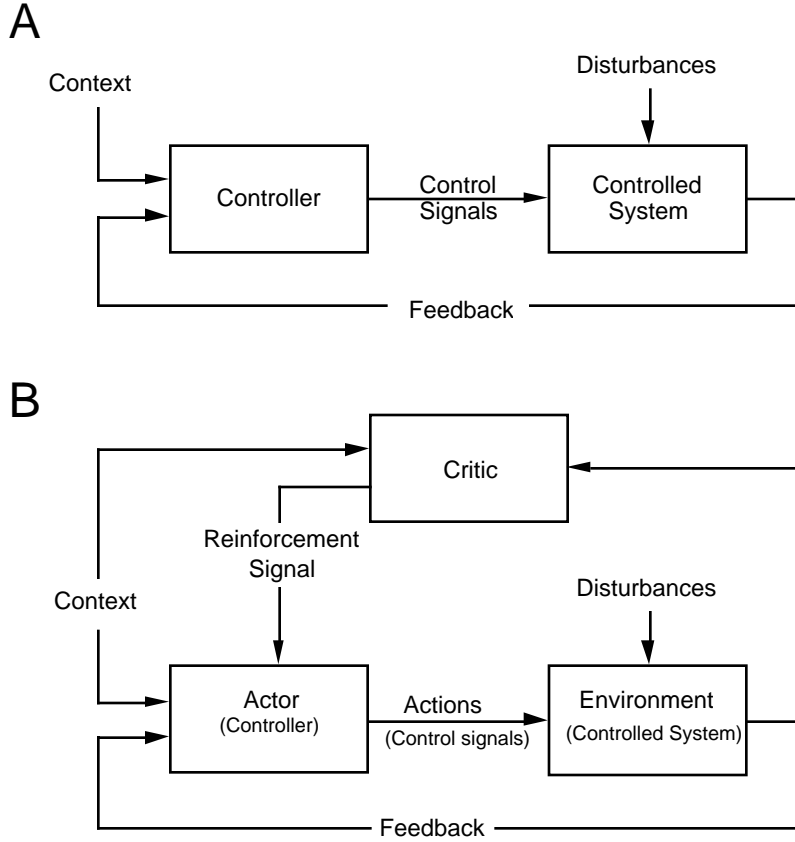 A
Context
Disturbances
Controller
Control
Signals
Controlled
System
Feedback
B
Critic
Reinforcement
Signal
Context
Disturbances
Actor
(Controller)
Actions
(Control signals)
Environment
(Controlled System)
Feedback